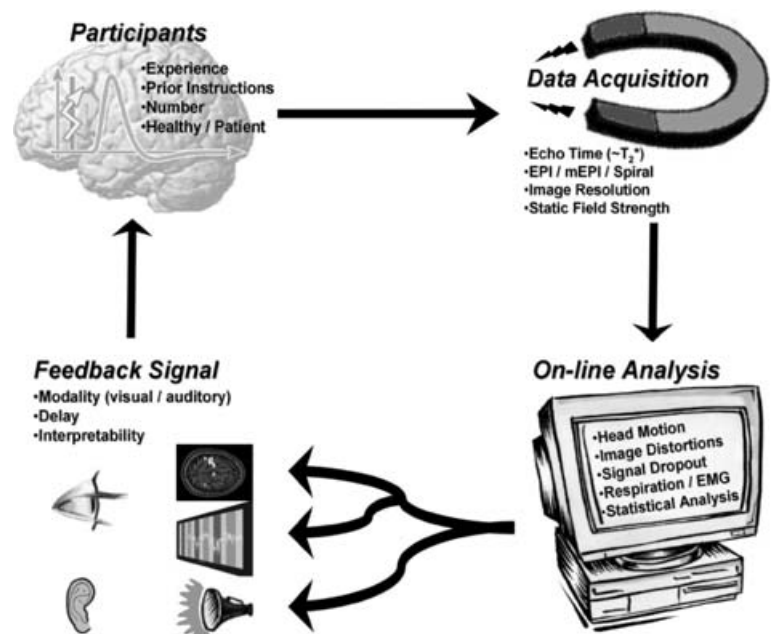 Participants
•Experience
•Prior Instructions
•Number
•Healthy / Patient
Data Acquisition
•Echo Time (~T₂*)
•EPI / mEPI / Spiral
•Image Resolution
•Static Field Strength
Feedback Signal
•Modality (visual / auditory)
•Delay
•Interpretability
On-line Analysis
•Head Motion
•Image Distortions
•Signal Dropout
•Respiration / EMG
•Statistical Analysis